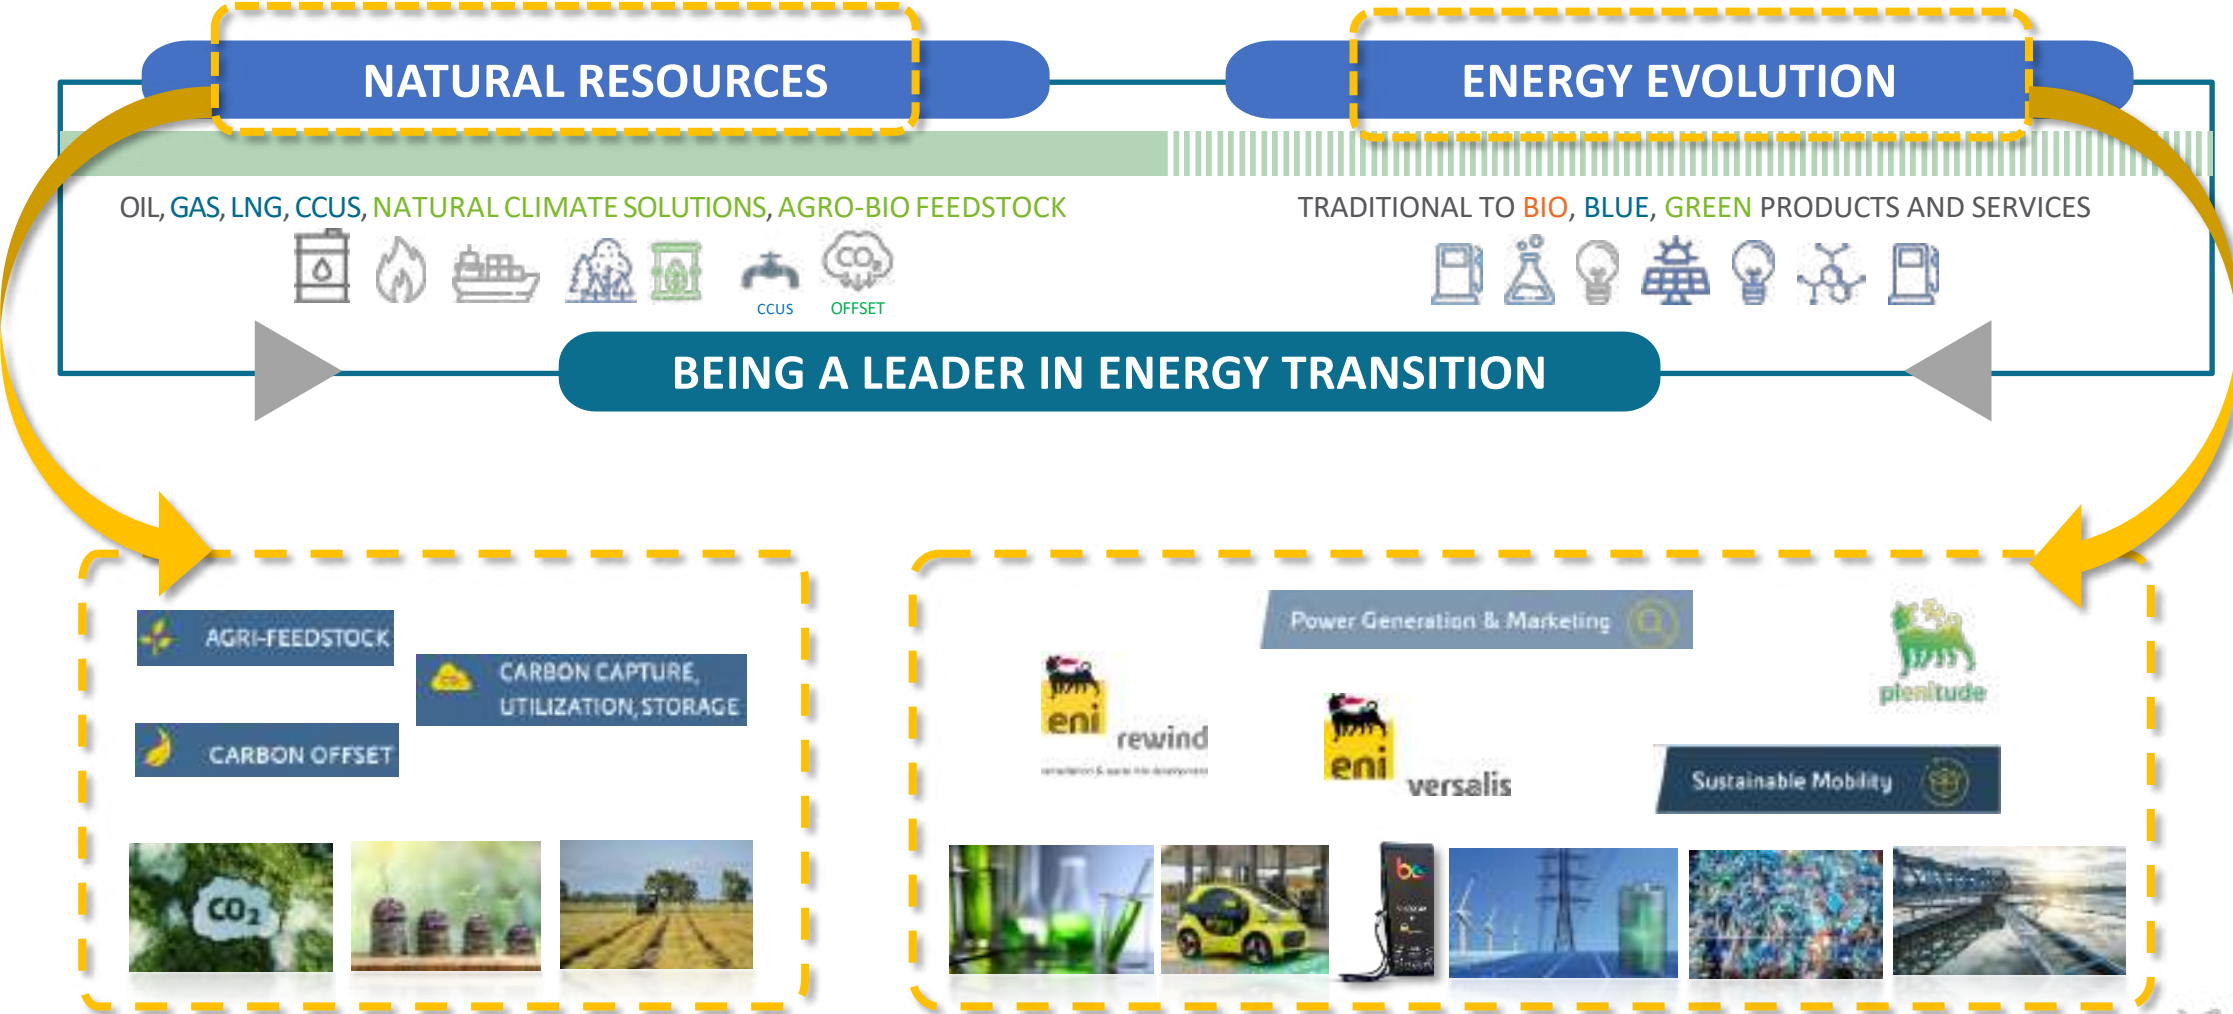 NATURAL RESOURCES
ENERGY EVOLUTION
OIL, GAS, LNG, CCUS, NATURAL CLIMATE SOLUTIONS, AGRO-BIO FEEDSTOCK
TRADITIONAL TO BIO, BLUE, GREEN PRODUCTS AND SERVICES
CO₂
CCUS
OFFSET
BEING A LEADER IN ENERGY TRANSITION
AGRI-FEEDSTOCK
CARBON CAPTURE,
UTILIZATION, STORAGE
CARBON OFFSET
Power Generation & Marketing
plenitude
eni
rewind
eni
versalis
Sustainable Mobility
CO₂
be